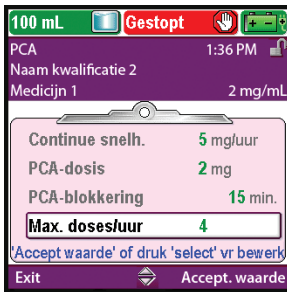 100 mL Gestopt
PCA 1:36 PM
Naam kwalificatie 2
Medicijn 1 2 mg/mL
Continue snelh. 5 mg/uur
PCA-dosis 2 mg
PCA-blokkering 15 min.
Max. doses/uur 4
'Accept waarde' of druk 'select' vr bewerk
Exit Accept. waarde